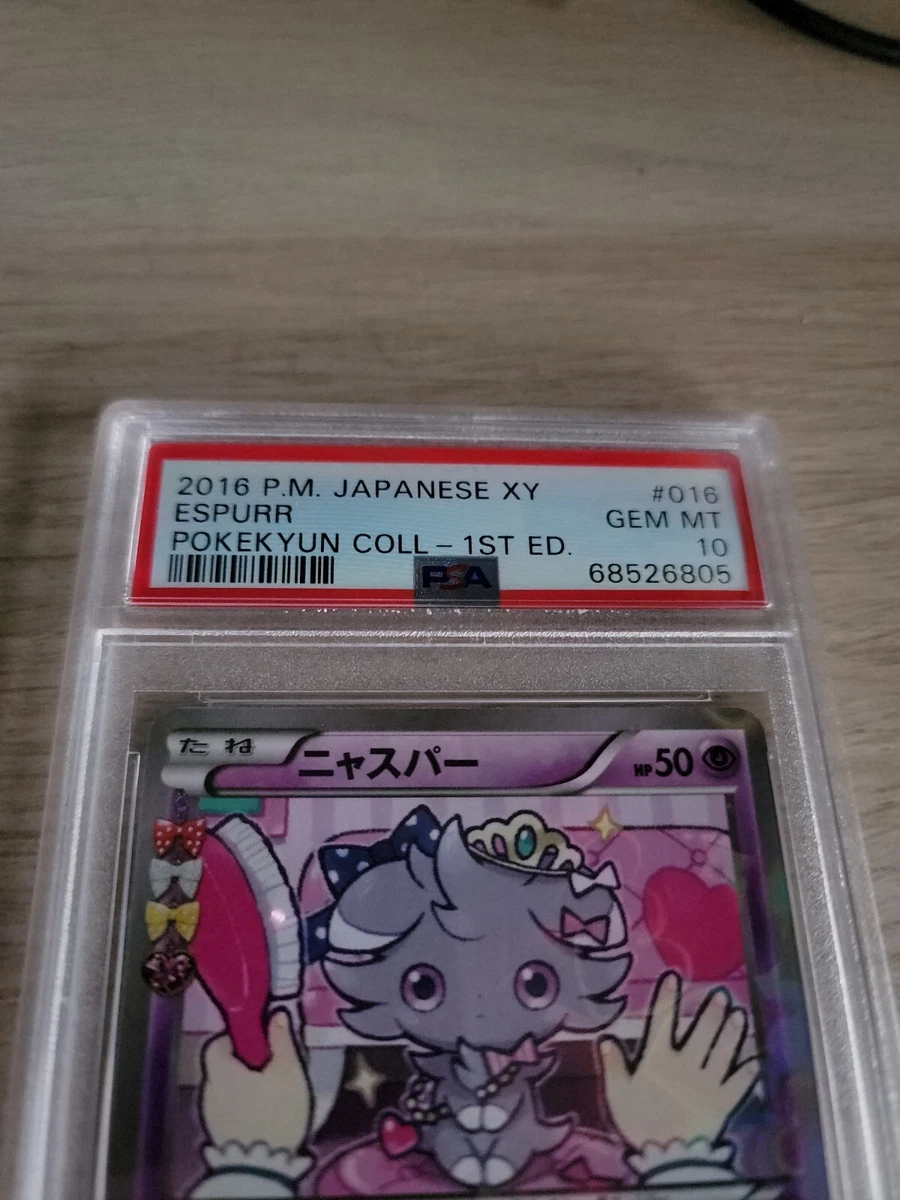 2016 P.M. JAPANESE XY #016
ESPURR GEM MT
POKEKYUN COLL - 1ST ED. 10
PSA 68526805
たね ニャスパー HP50